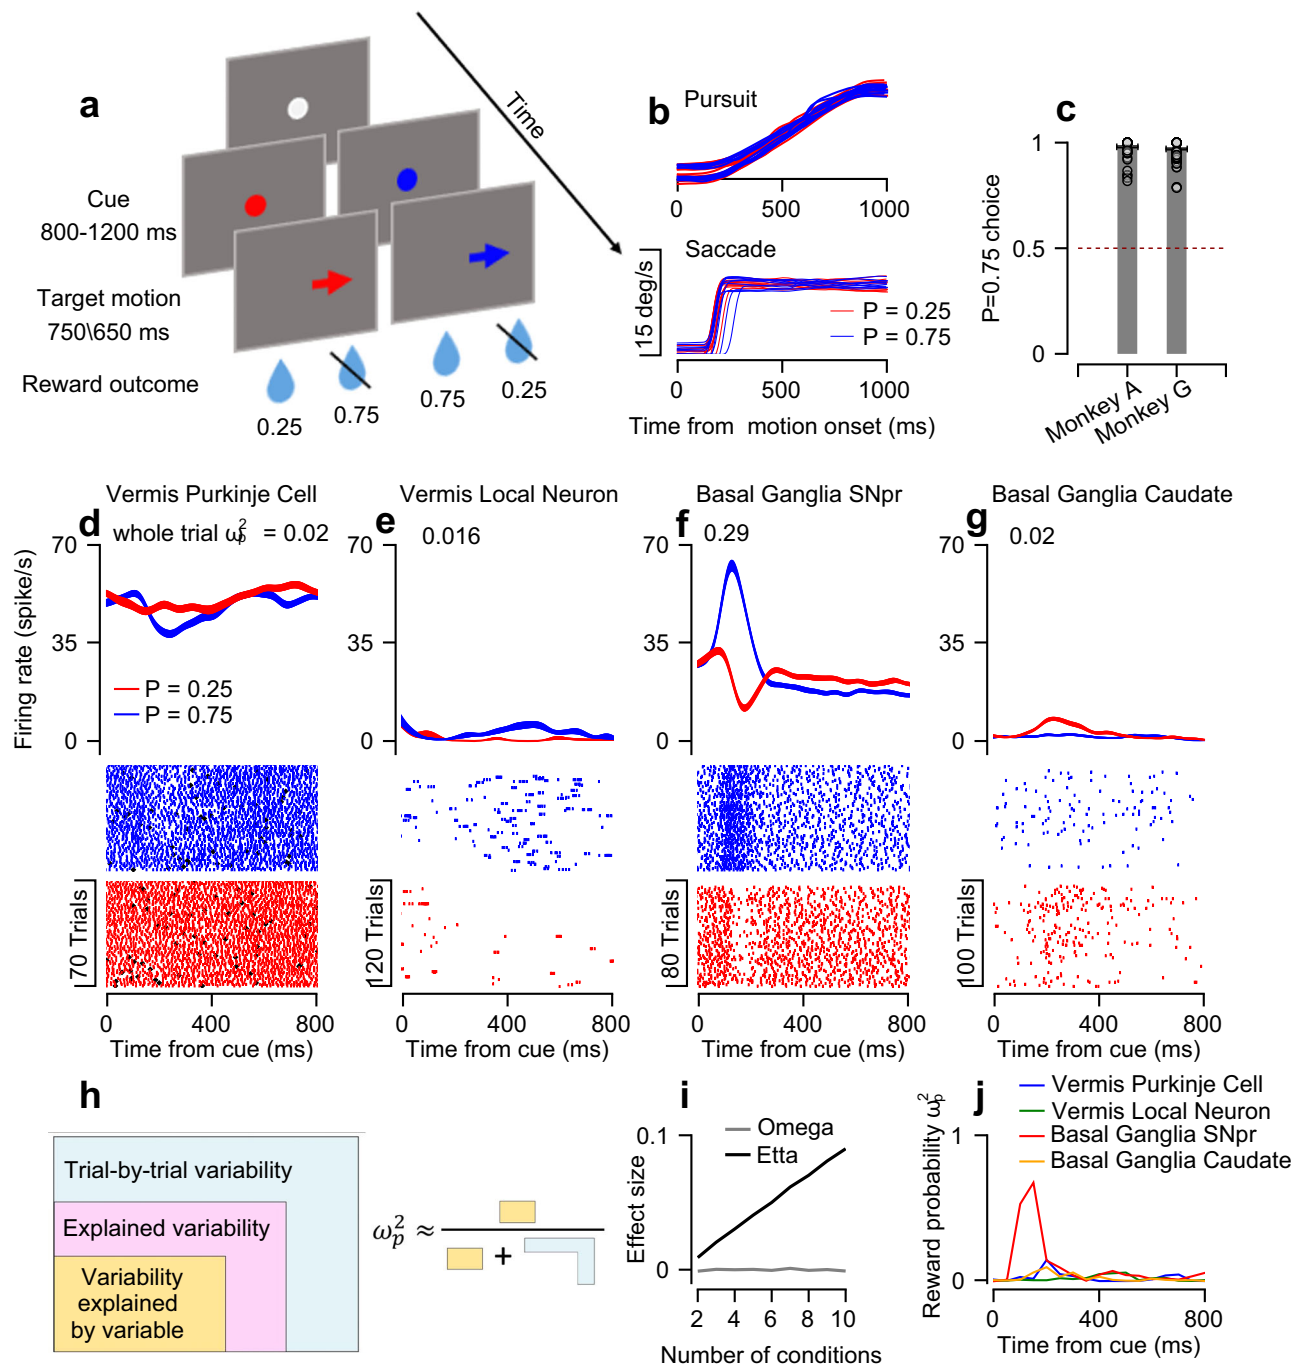 a
Time
Cue
800-1200 ms
Target motion
750\650 ms
Reward outcome
0.25
0.75
0.75
0.25
b
Pursuit
0
500
1000
Saccade
15 deg/s
P = 0.25
P = 0.75
0
500
1000
Time from motion onset (ms)
c
P=0.75 choice
1
0.5
0
Monkey A
Monkey G
Vermis Purkinje Cell
d
whole trial ω²p = 0.02
Firing rate (spike/s)
70
35
0
P = 0.25
P = 0.75
70 Trials
0
400
800
Time from cue (ms)
Vermis Local Neuron
e
0.016
70
35
0
120 Trials
0
400
800
Time from cue (ms)
Basal Ganglia SNpr
f
0.29
70
35
0
80 Trials
0
400
800
Time from cue (ms)
Basal Ganglia Caudate
g
0.02
70
35
0
100 Trials
0
400
800
Time from cue (ms)
h
Trial-by-trial variability
Explained variability
Variability
explained
by variable
ω²p ≈
+
i
Omega
Etta
Effect size
0.1
0
2 4 6 8 10
Number of conditions
j
Vermis Purkinje Cell
Vermis Local Neuron
Basal Ganglia SNpr
Basal Ganglia Caudate
Reward probability ω²p
1
0
0
400
800
Time from cue (ms)